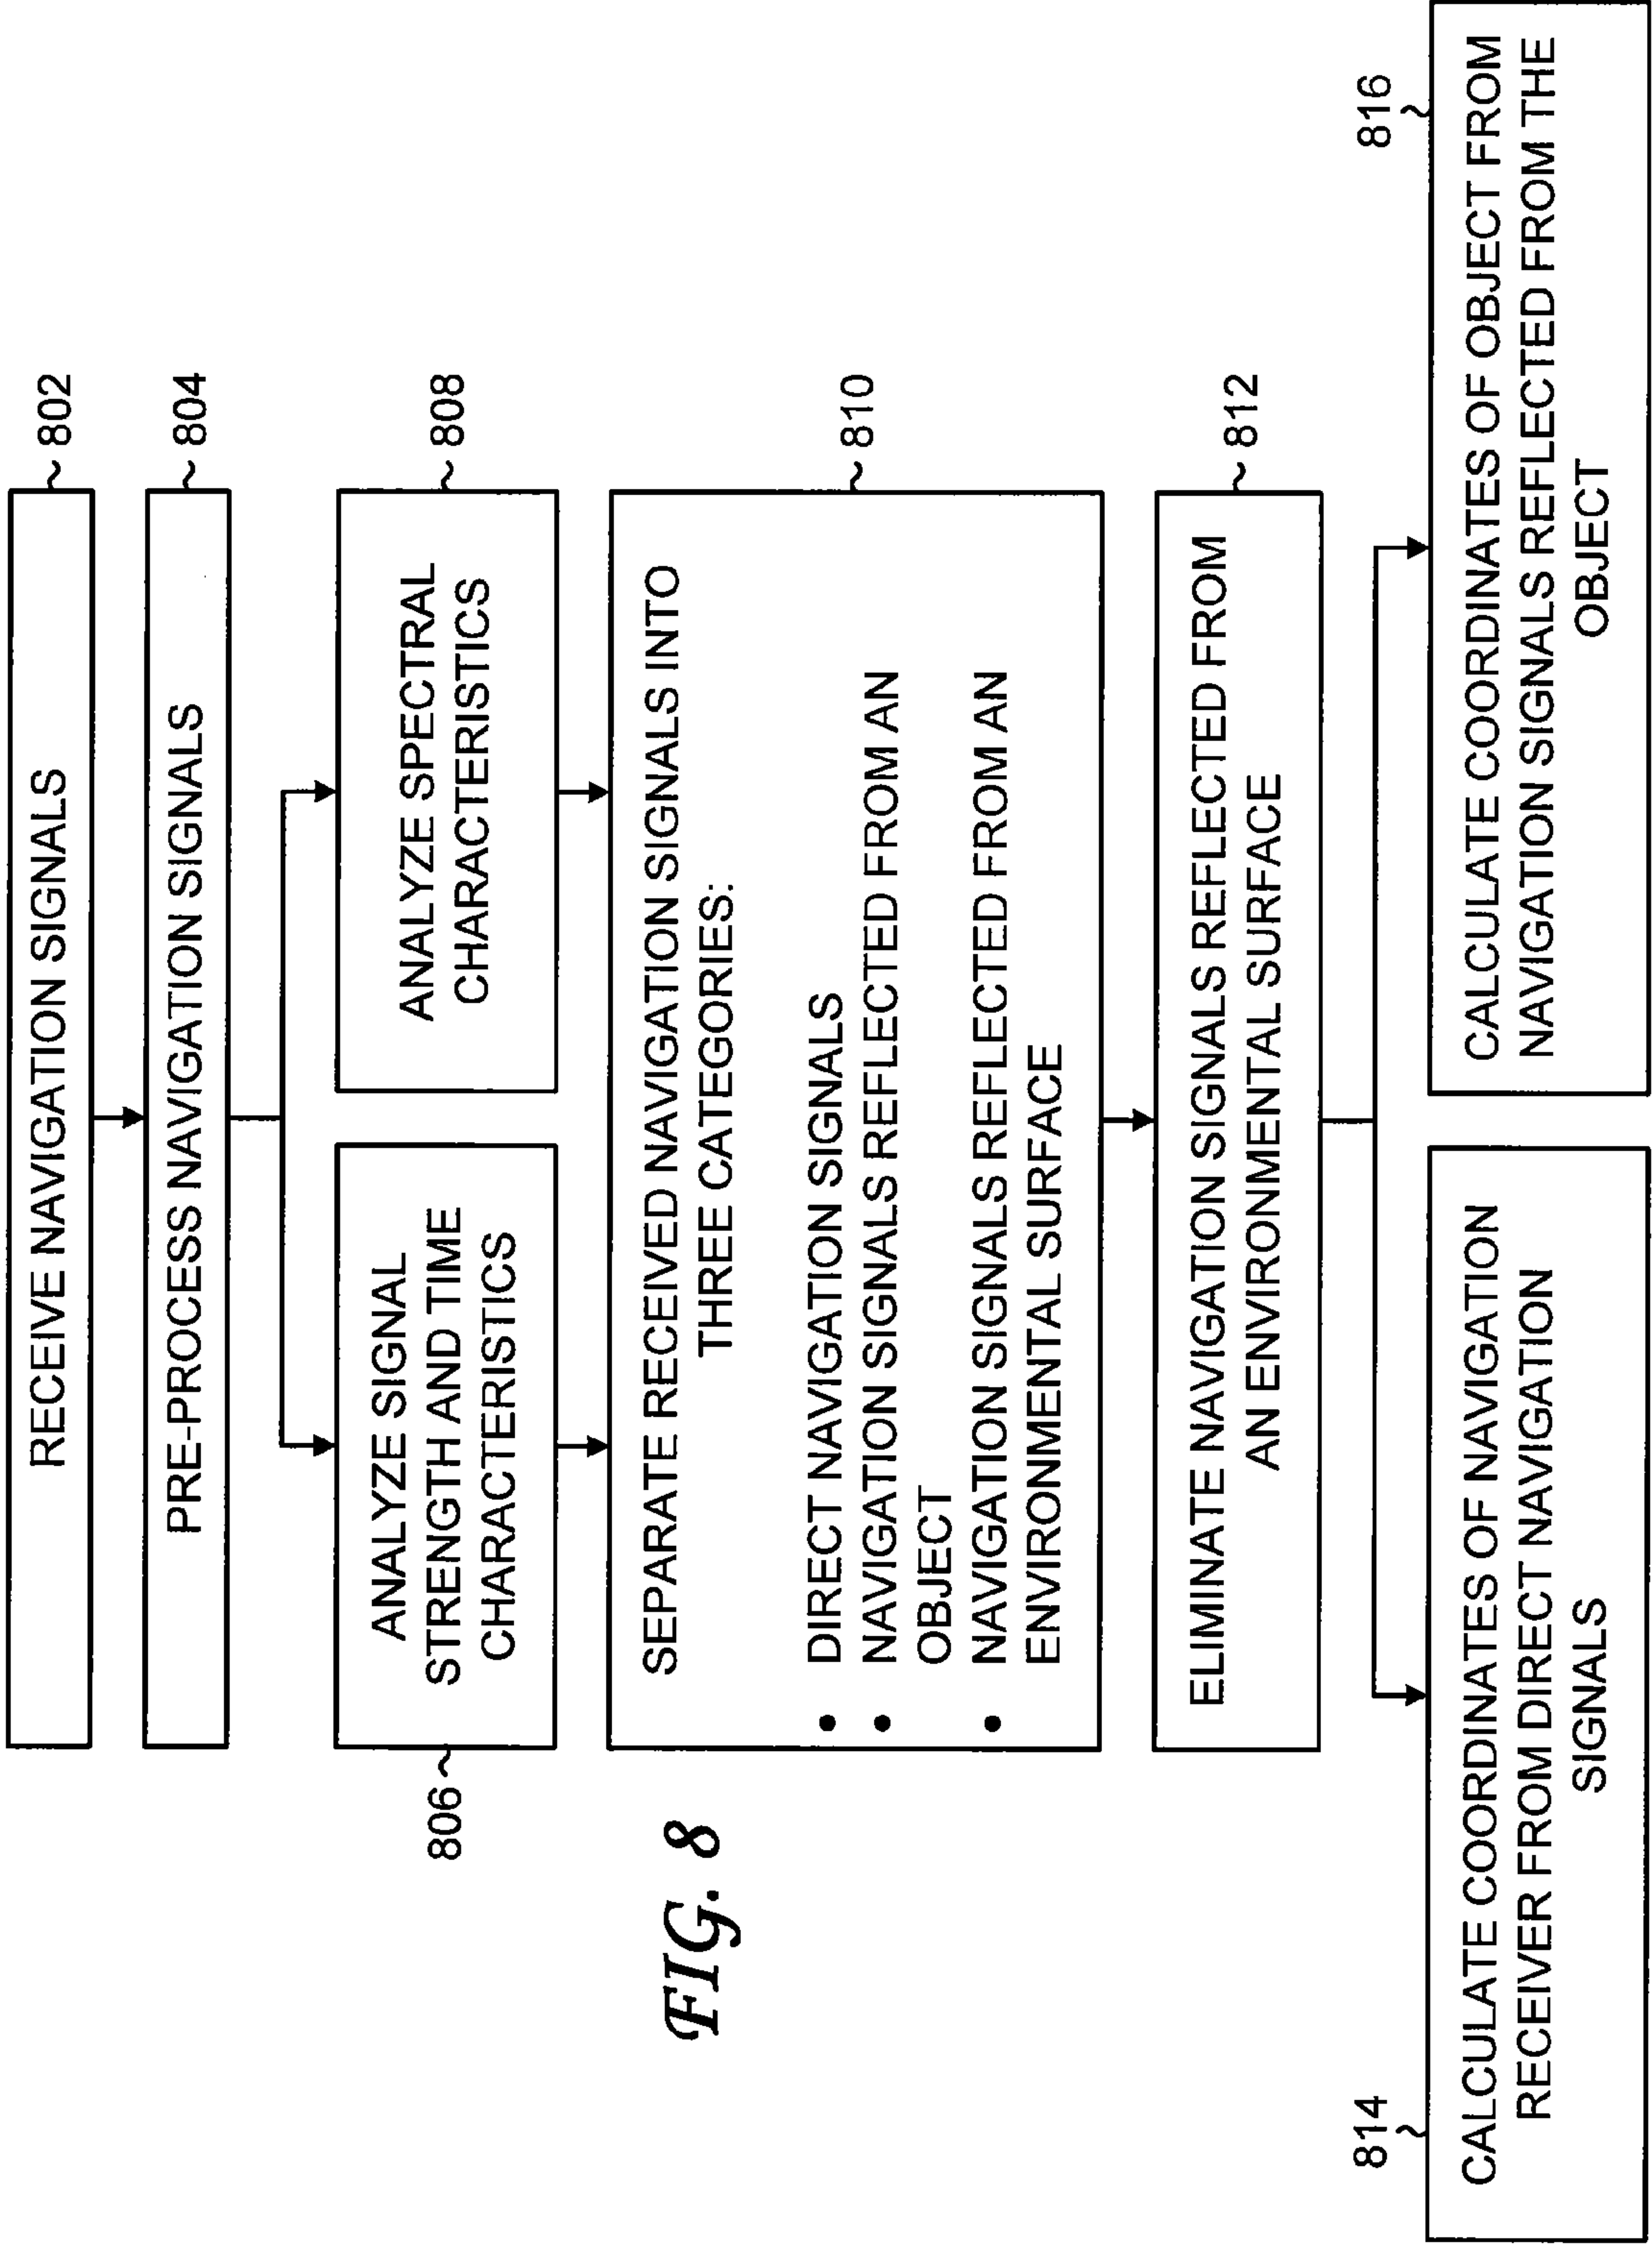 RECEIVE NAVIGATION SIGNALS
802
PRE-PROCESS NAVIGATION SIGNALS
804
806
ANALYZE SIGNAL
STRENGTH AND TIME
CHARACTERISTICS
ANALYZE SPECTRAL
CHARACTERISTICS
808
SEPARATE RECEIVED NAVIGATION SIGNALS INTO
THREE CATEGORIES:
• DIRECT NAVIGATION SIGNALS
• NAVIGATION SIGNALS REFLECTED FROM AN
OBJECT
• NAVIGATION SIGNALS REFLECTED FROM AN
ENVIRONMENTAL SURFACE
810
FIG. 8
ELIMINATE NAVIGATION SIGNALS REFLECTED FROM
AN ENVIRONMENTAL SURFACE
812
814
CALCULATE COORDINATES OF NAVIGATION
RECEIVER FROM DIRECT NAVIGATION
SIGNALS
816
CALCULATE COORDINATES OF OBJECT FROM
NAVIGATION SIGNALS REFLECTED FROM THE
OBJECT